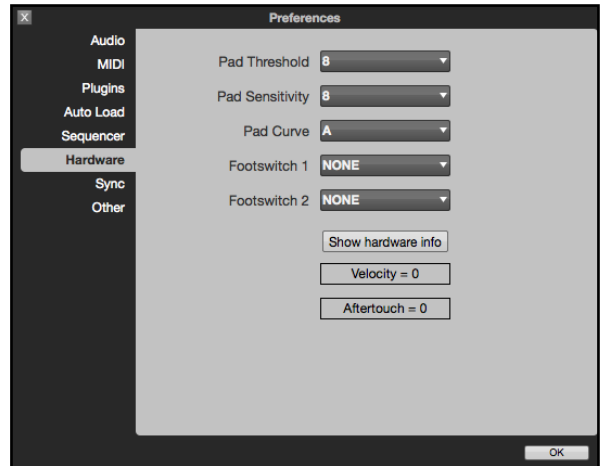 X
Preferences
Audio
MIDI
Plugins
Auto Load
Sequencer
Hardware
Sync
Other
Pad Threshold 8
Pad Sensitivity 8
Pad Curve A
Footswitch 1 NONE
Footswitch 2 NONE
Show hardware info
Velocity = 0
Aftertouch = 0
OK